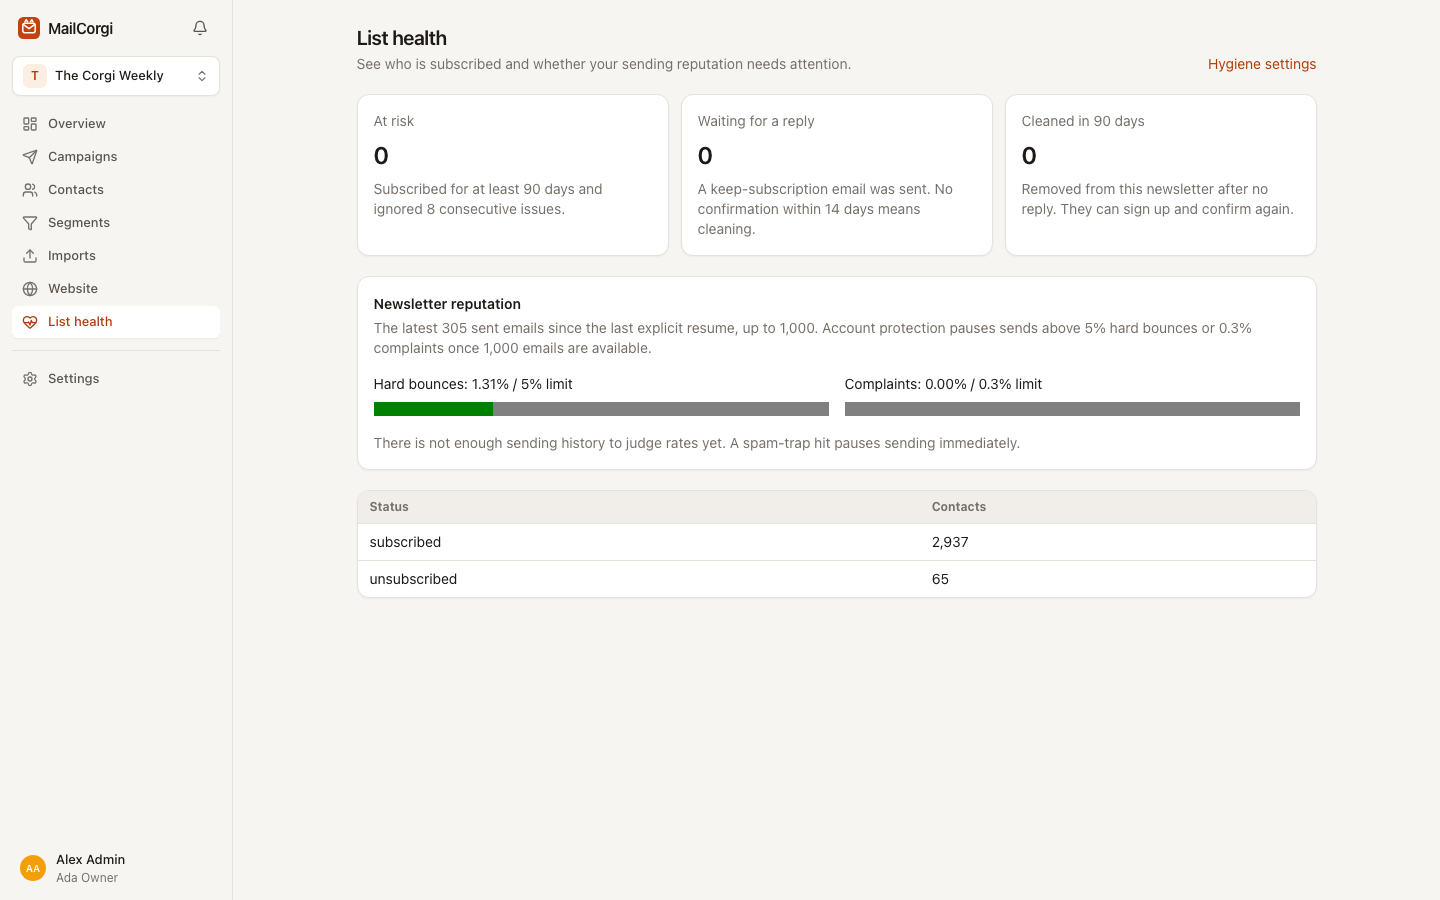 MailCorgi
T The Corgi Weekly
Overview
Campaigns
Contacts
Segments
Imports
Website
List health
Settings
AA
Alex Admin
Ada Owner
List health
See who is subscribed and whether your sending reputation needs attention.
Hygiene settings
At risk
0
Subscribed for at least 90 days and
ignored 8 consecutive issues.
Waiting for a reply
0
A keep-subscription email was sent. No
confirmation within 14 days means
cleaning.
Cleaned in 90 days
0
Removed from this newsletter after no
reply. They can sign up and confirm again.
Newsletter reputation
The latest 305 sent emails since the last explicit resume, up to 1,000. Account protection pauses sends above 5% hard bounces or 0.3%
complaints once 1,000 emails are available.
Hard bounces: 1.31% / 5% limit
Complaints: 0.00% / 0.3% limit
There is not enough sending history to judge rates yet. A spam-trap hit pauses sending immediately.
Status Contacts
subscribed 2,937
unsubscribed 65